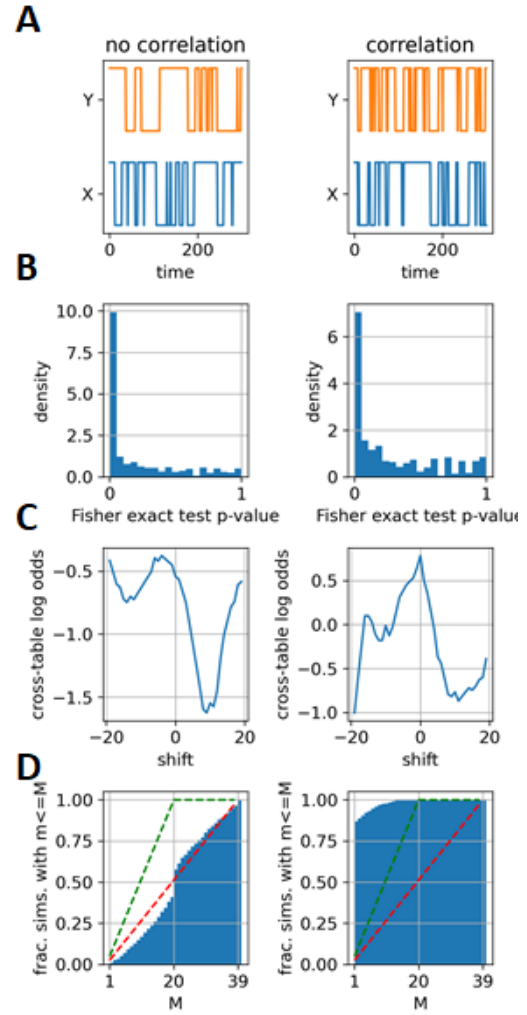 A
no correlation correlation
Y Y
X X
0 200 0 200
time time
B
10.0 6
7.5 4
5.0 2
2.5 0
0.0
density density
0 1 0 1
Fisher exact test p-value Fisher exact test p-value
C
−0.5 0.5
−1.0 0.0
−1.5 −0.5
−1.0
cross-table log odds cross-table log odds
−20 0 20 −20 0 20
shift shift
D
1.00 1.00
0.75 0.75
0.50 0.50
0.25 0.25
0.00 0.00
frac. sims. with m<=M frac. sims. with m<=M
1 20 39 1 20 39
M M